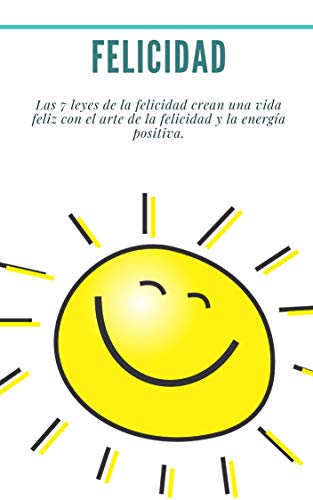 FELICIDAD
Las 7 leyes de la felicidad crean una vida
feliz con el arte de la felicidad y la energía
positiva.